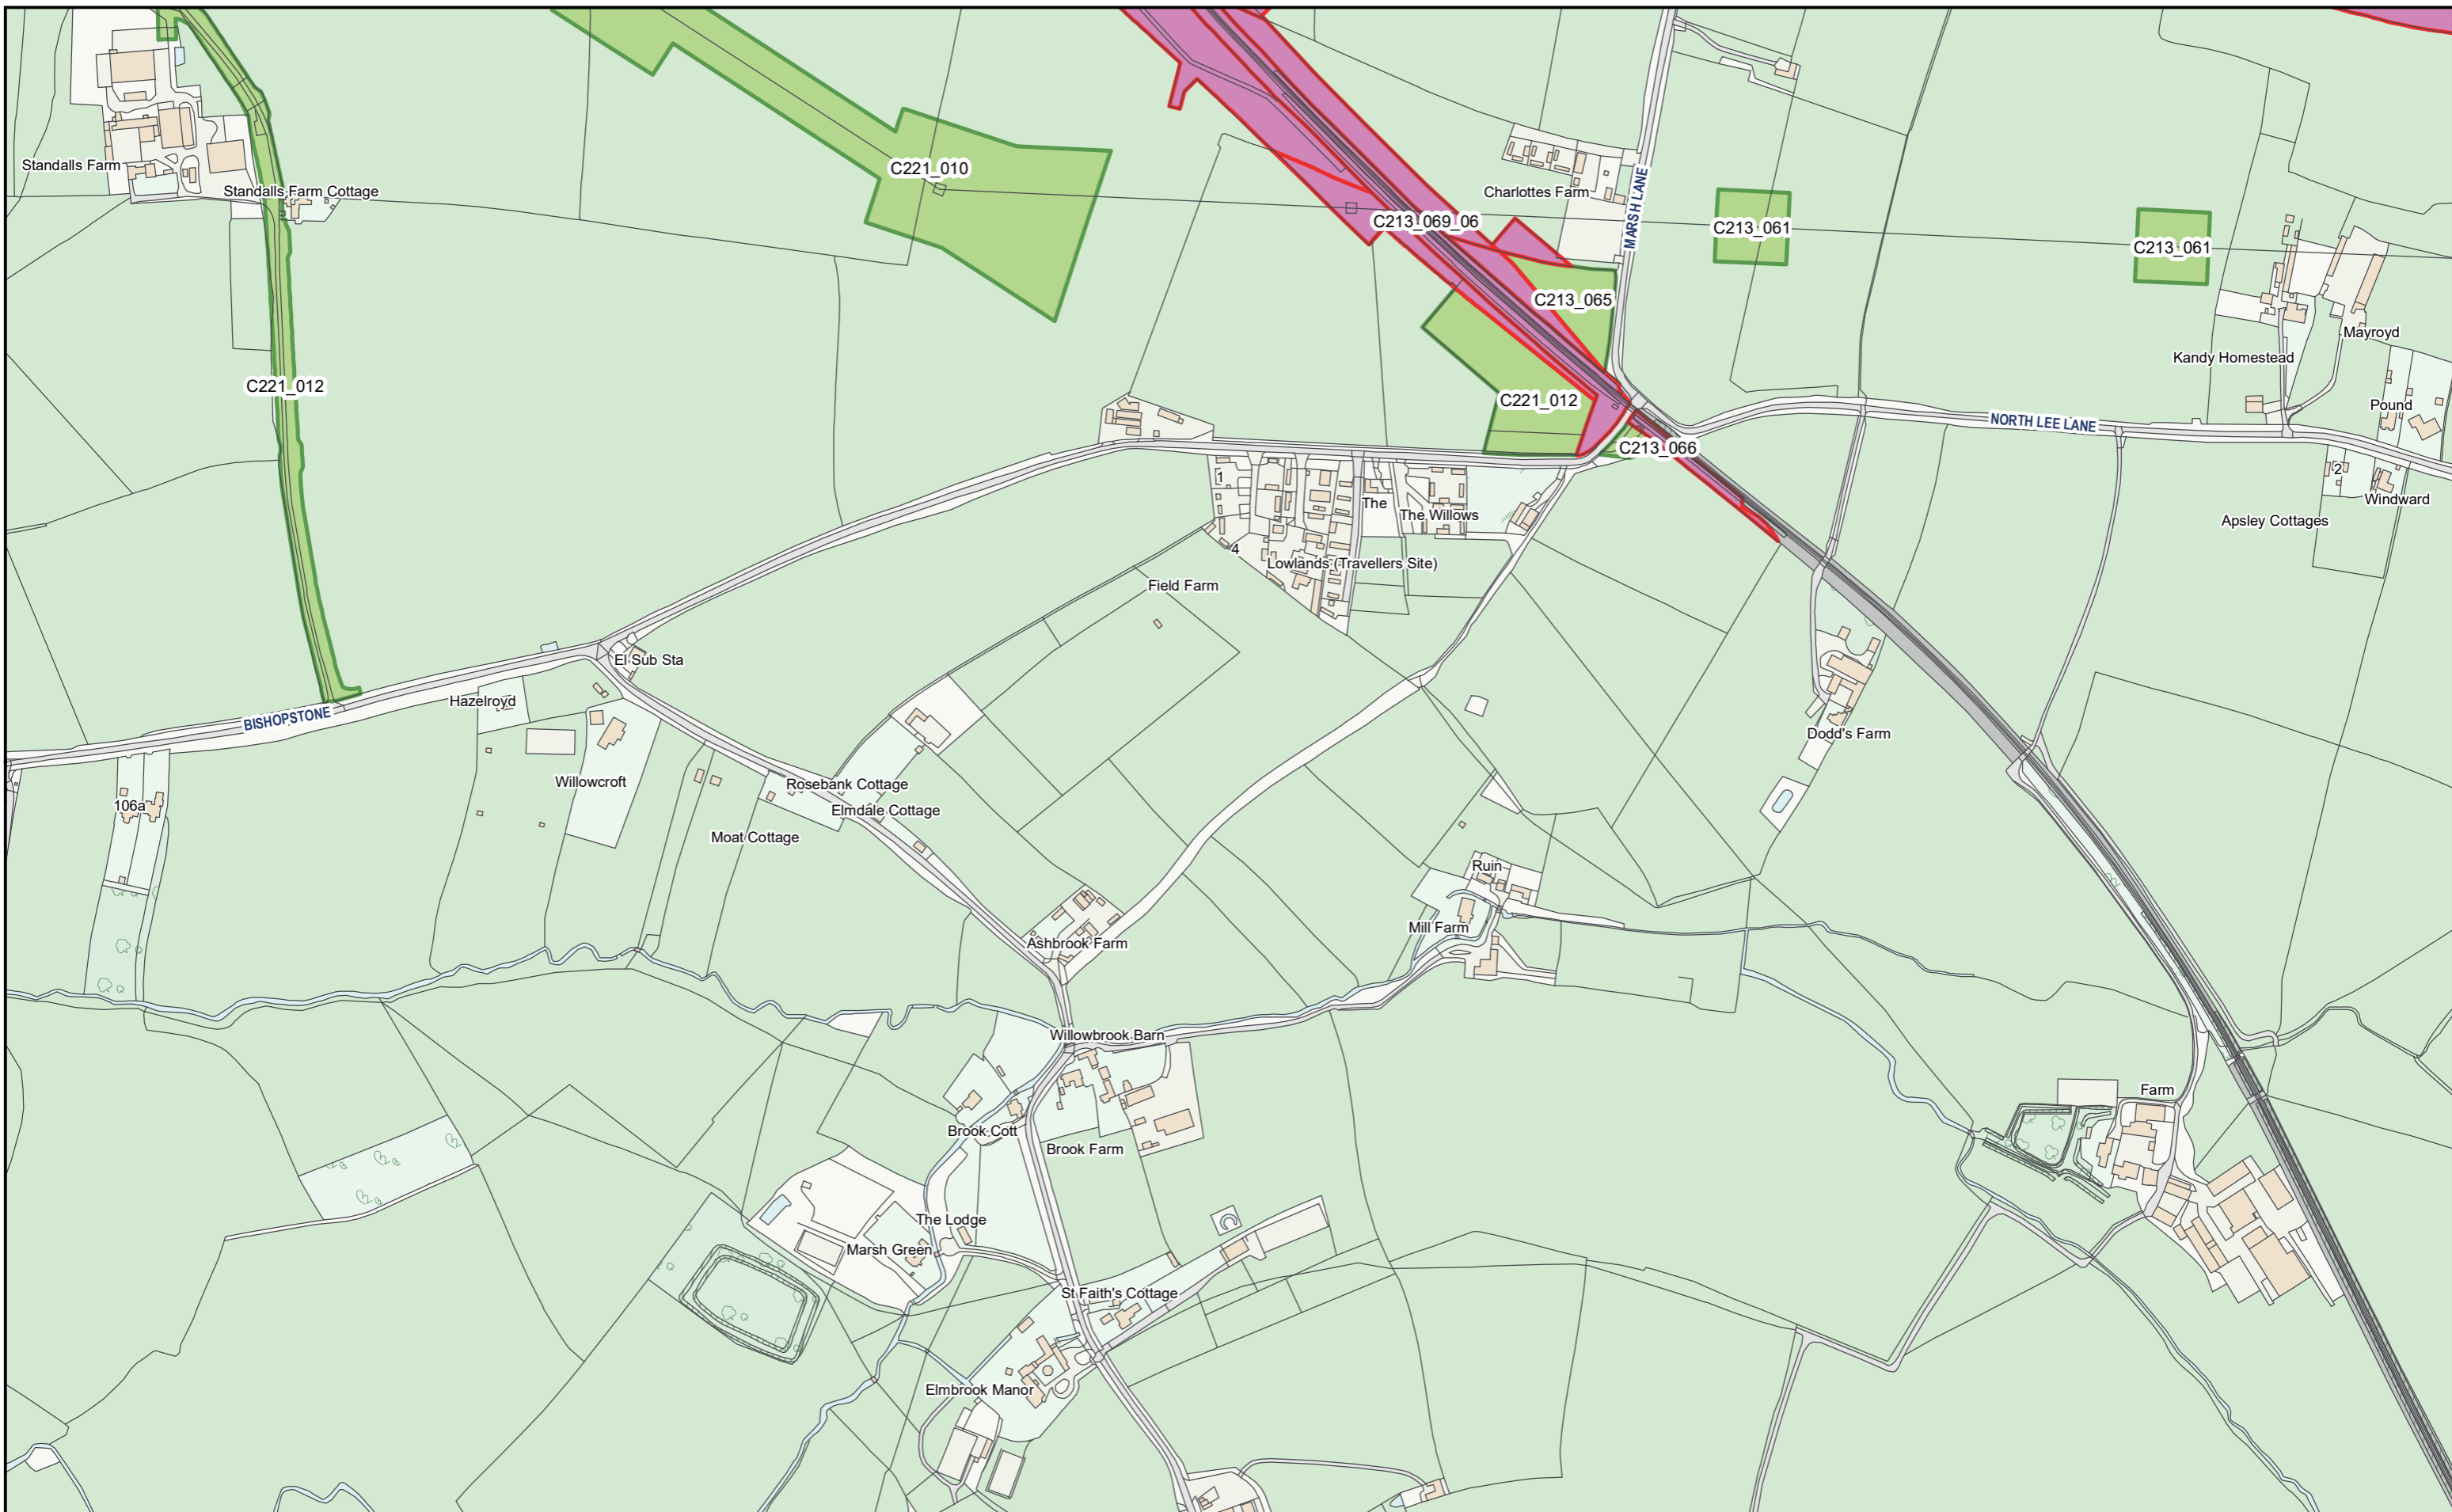 Standalls Farm
Standalls Farm Cottage
C221_010
C213_069_06
Charlottes Farm
MARSH LANE
C213_061
C213_061
C213_065
Mayroyd
Kandy Homestead
C221_012
C221_012
Pound
NORTH LEE LANE
C213_066
1
2
The
The Willows
Windward
Apsley Cottages
4
Lowlands (Travellers Site)
Field Farm
El Sub Sta
Hazelroyd
BISHOPSTONE
Dodd's Farm
Willowcroft
Rosebank Cottage
106a
Elmdale Cottage
Moat Cottage
Ruin
Mill Farm
Ashbrook Farm
Willowbrook Barn
Farm
Brook Cott
Brook Farm
The Lodge
Marsh Green
St Faith's Cottage
Elmbrook Manor